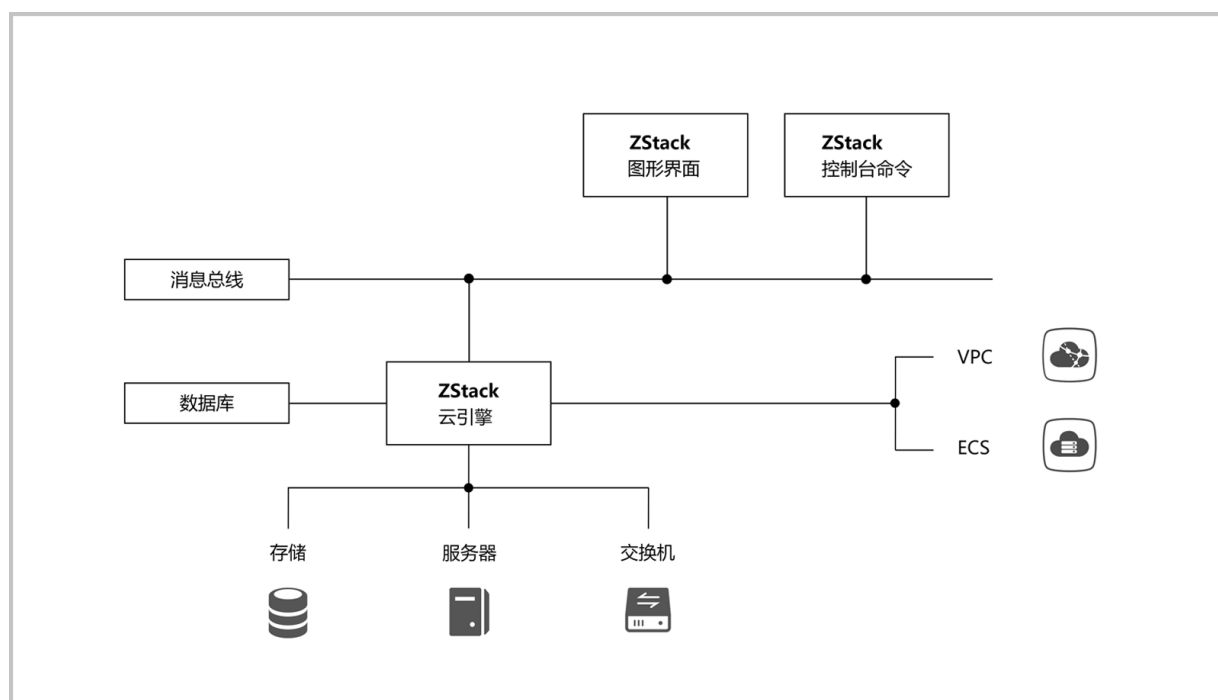 ZStack
图形界面
ZStack
控制台命令
消息总线
VPC
ZStack
云引擎
数据库
ECS
存储
服务器
交换机